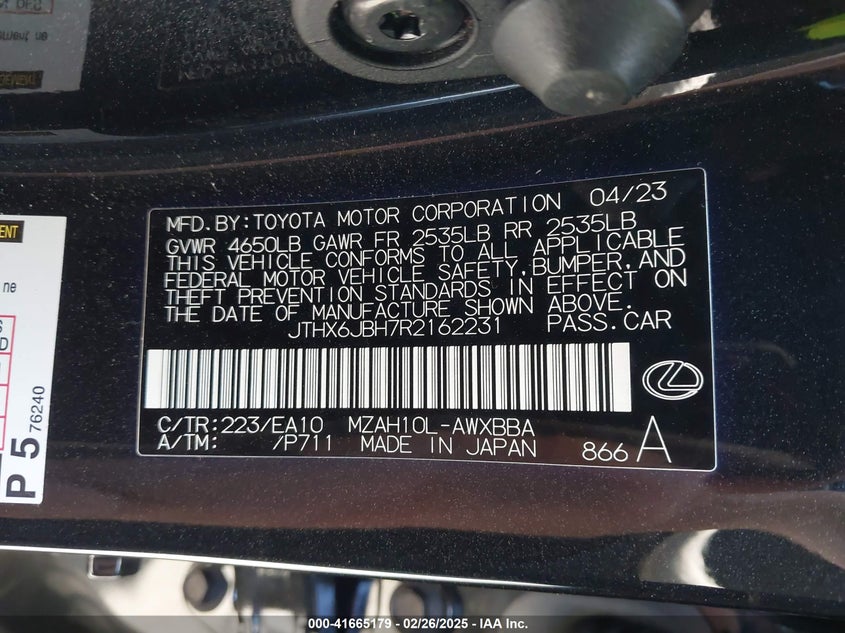 MFD.BY:TOYOTA MOTOR CORPORATION 04/23
GVWR 4650LB GAWR FR 2535LB RR 2535LB
THIS VEHICLE CONFORMS TO ALL APPLICABLE
FEDERAL MOTOR VEHICLE SAFETY,BUMPER,AND
THEFT PREVENTION STANDARDS IN EFFECT ON
THE DATE OF MANUFACTURE SHOWN ABOVE.
JTHX6JBH7R2162231 PASS.CAR
C/TR:223/EA10 MZAH10L-AWXBBA
A/TM: /P711 MADE IN JAPAN 866 A
ne
P 5 76240
000-41665179 - 02/26/2025 - IAA Inc.